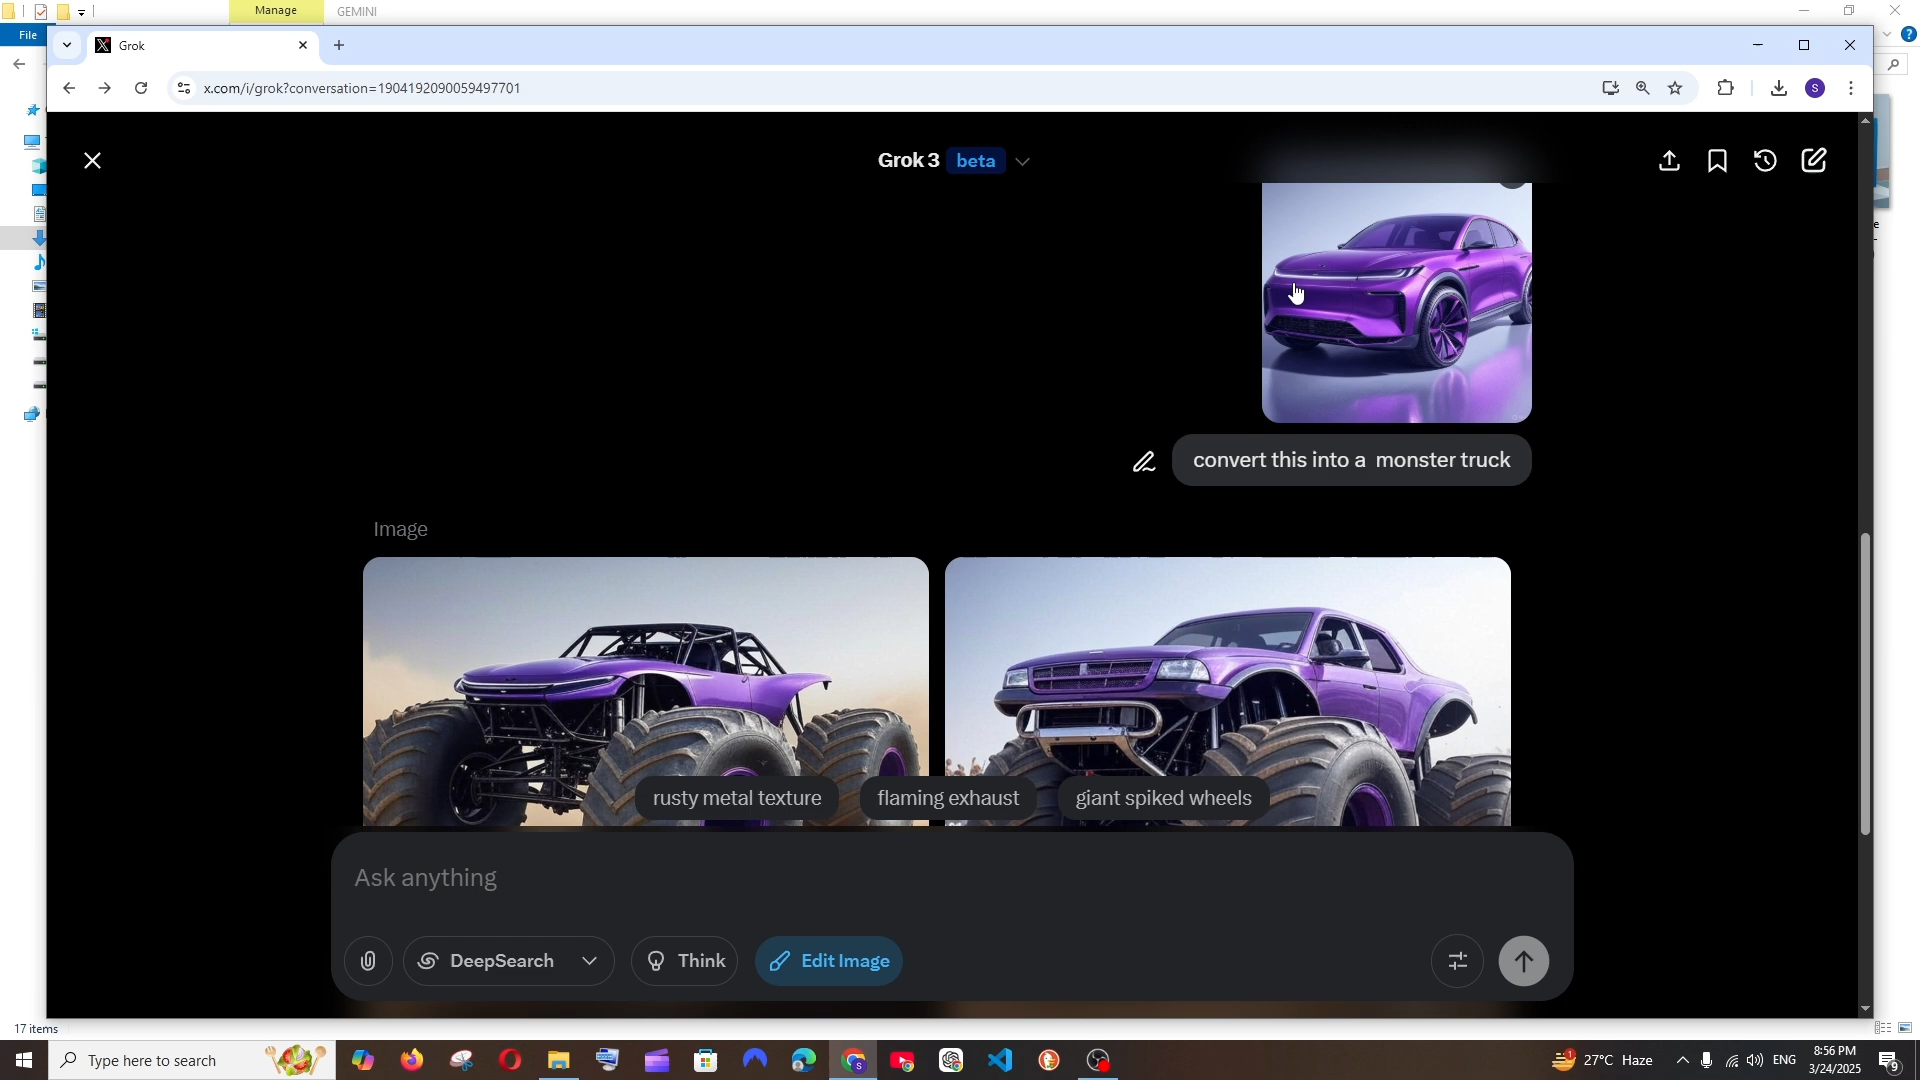 Manage
GEMINI
File
Grok
x.com/i/grok?conversation=1904192090059497701
S
Grok 3 beta
convert this into a  monster truck
Image
rusty metal texture
flaming exhaust
giant spiked wheels
Ask anything
DeepSearch
Think
Edit Image
17 items
Type here to search
27°C Haze
ENG
8:56 PM
3/24/2025